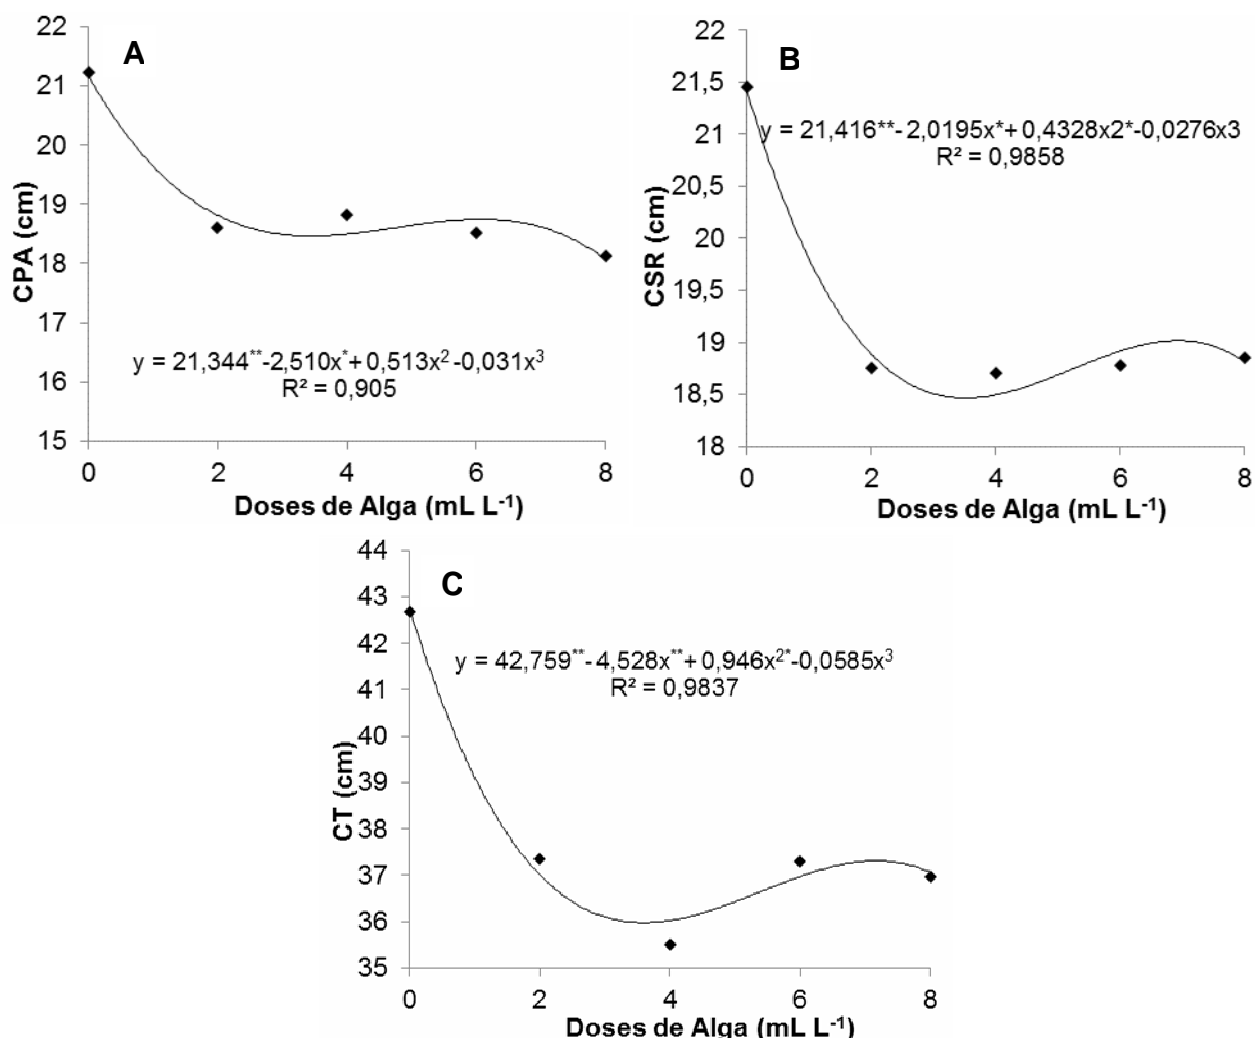 A
22
21
20
19
18
17
16
15
CPA (cm)
y = 21,344**-2,510x*+ 0,513x² -0,031x³
R² = 0,905
0 2 4 6 8
Doses de Alga (mL L⁻¹)
B
22
21,5
21
20,5
20
19,5
19
18,5
18
CSR (cm)
y = 21,416**- 2,0195x*+ 0,4328x2*-0,0276x3
R² = 0,9858
0 2 4 6 8
Doses de Alga (mL L⁻¹)
C
44
43
42
41
40
39
38
37
36
35
CT (cm)
y = 42,759**- 4,528x**+ 0,946x²*-0,0585x³
R² = 0,9837
0 2 4 6 8
Doses de Alga (mL L⁻¹)